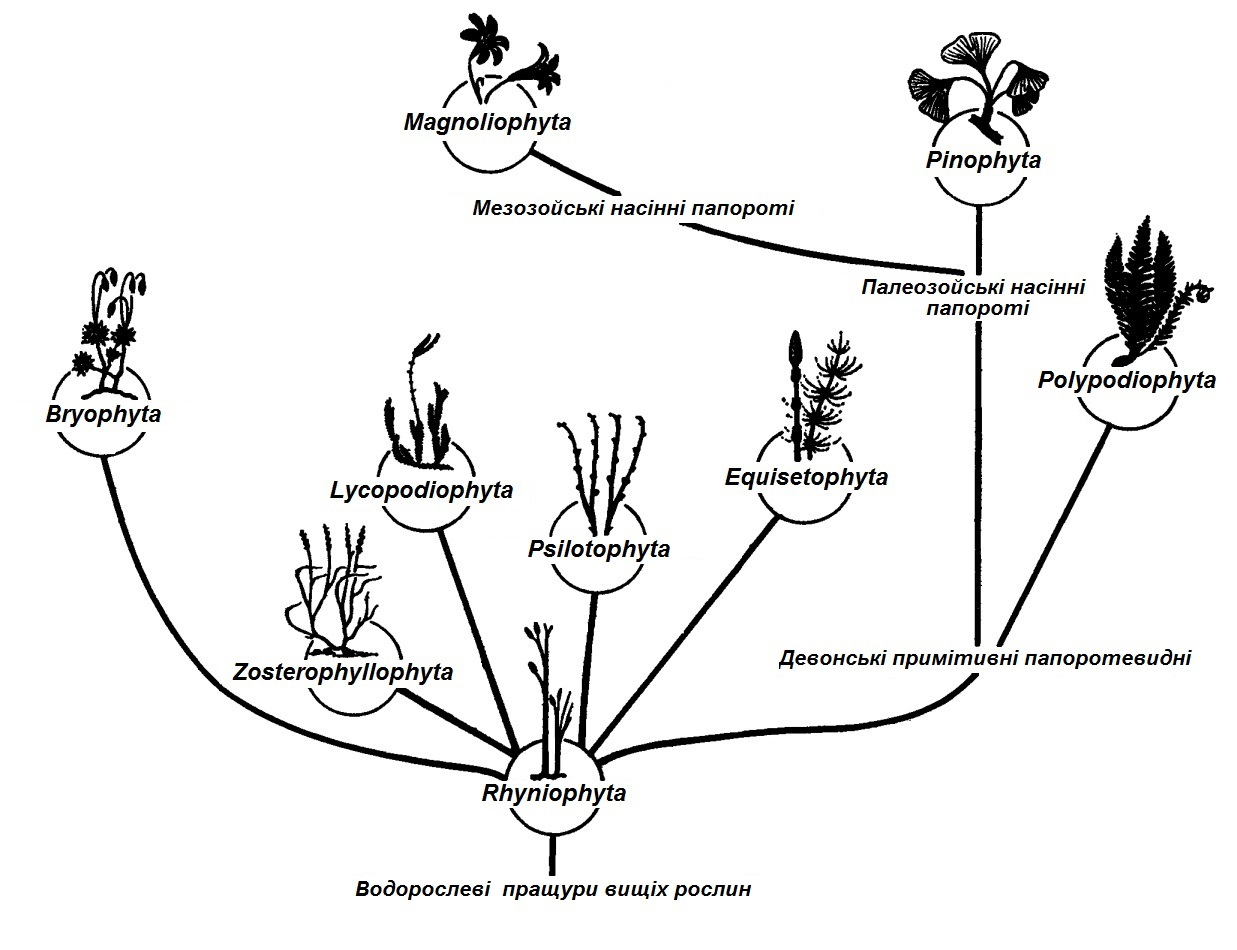 Magnoliophyta
Pinophyta
Мезозойські насінні папороті
Палеозойські насінні
папороті
Polypodiophyta
Bryophyta
Lycopodiophyta
Equisetophyta
Psilotophyta
Zosterophyllophyta
Девонські примітивні папоротевидні
Rhyniophyta
Водорослеві пращури вищіх рослин